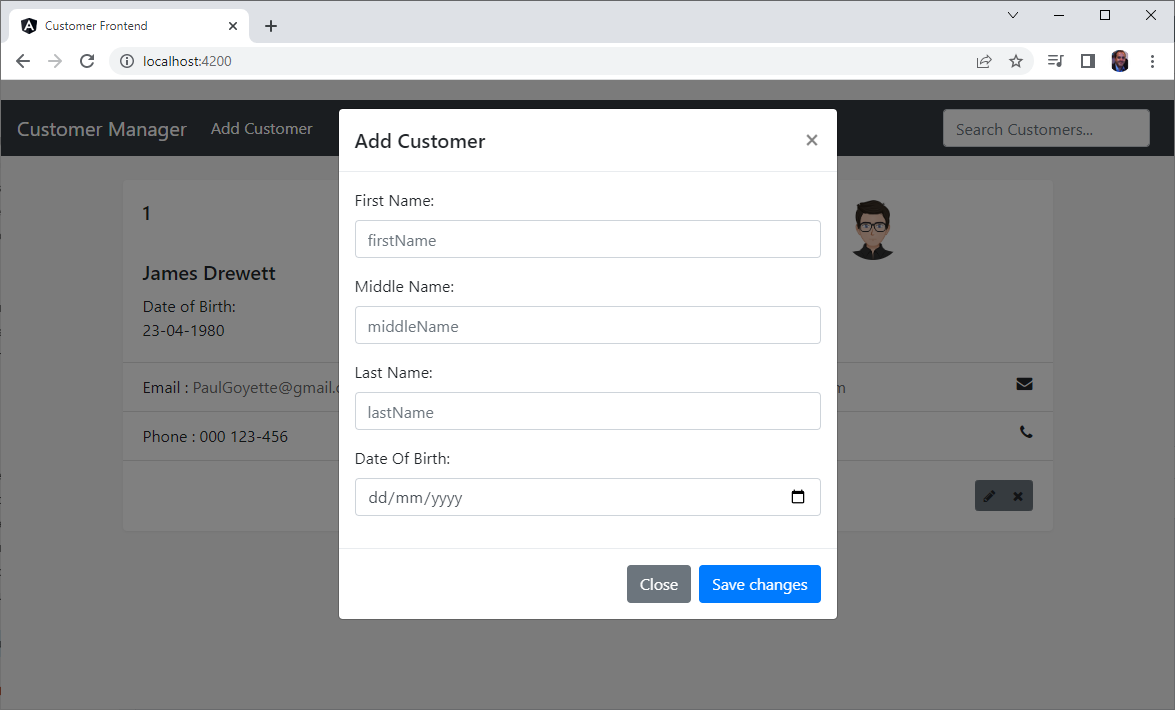 Customer Frontend
localhost:4200
Customer Manager Add Customer Search Customers...
1
James Drewett
Date of Birth:
23-04-1980
Email : PaulGoyette@gmail.
Phone : 000 123-456
Add Customer ×
First Name:
firstName
Middle Name:
middleName
Last Name:
lastName
Date Of Birth:
dd/mm/yyyy
Close Save changes